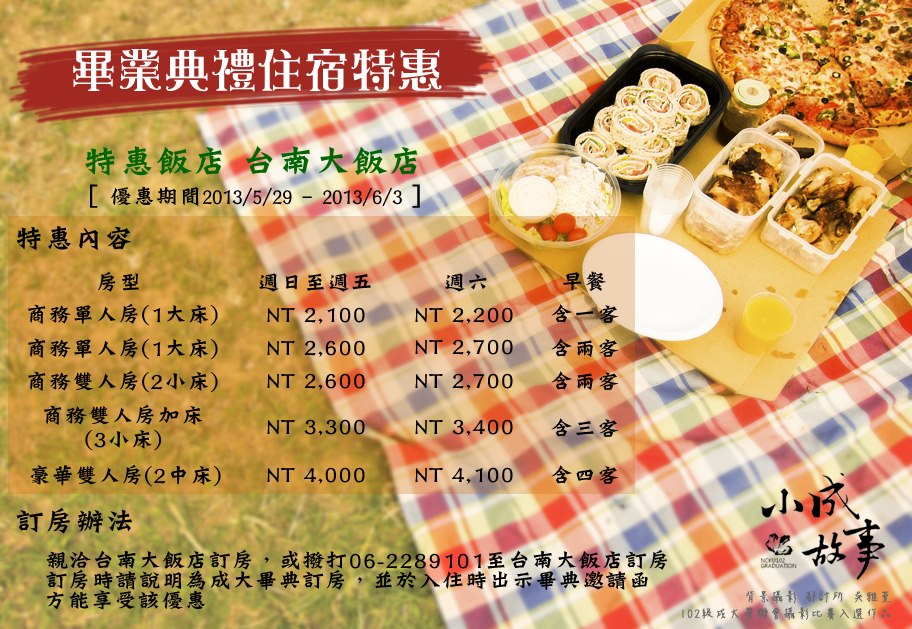 畢業典禮住宿特惠
特惠飯店 台南大飯店
[ 優惠期間2013/5/29 - 2013/6/3 ]
特惠內容
房型 週日至週五 週六 早餐
商務單人房(1大床) NT 2,100 NT 2,200 含一客
商務單人房(1大床) NT 2,600 NT 2,700 含兩客
商務雙人房(2小床) NT 2,600 NT 2,700 含兩客
商務雙人房加床
(3小床) NT 3,300 NT 3,400 含三客
豪華雙人房(2中床) NT 4,000 NT 4,100 含四客
訂房辦法
親洽台南大飯店訂房，或撥打06-2289101至台南大飯店訂房
訂房時請說明為成大畢典訂房，並於入住時出示畢典邀請函
方能享受該優惠
小成
故事
NCKU102
GRADUATION
背景攝影 都計所 吳雅
102級成大畢籌會攝影比賽入選作品